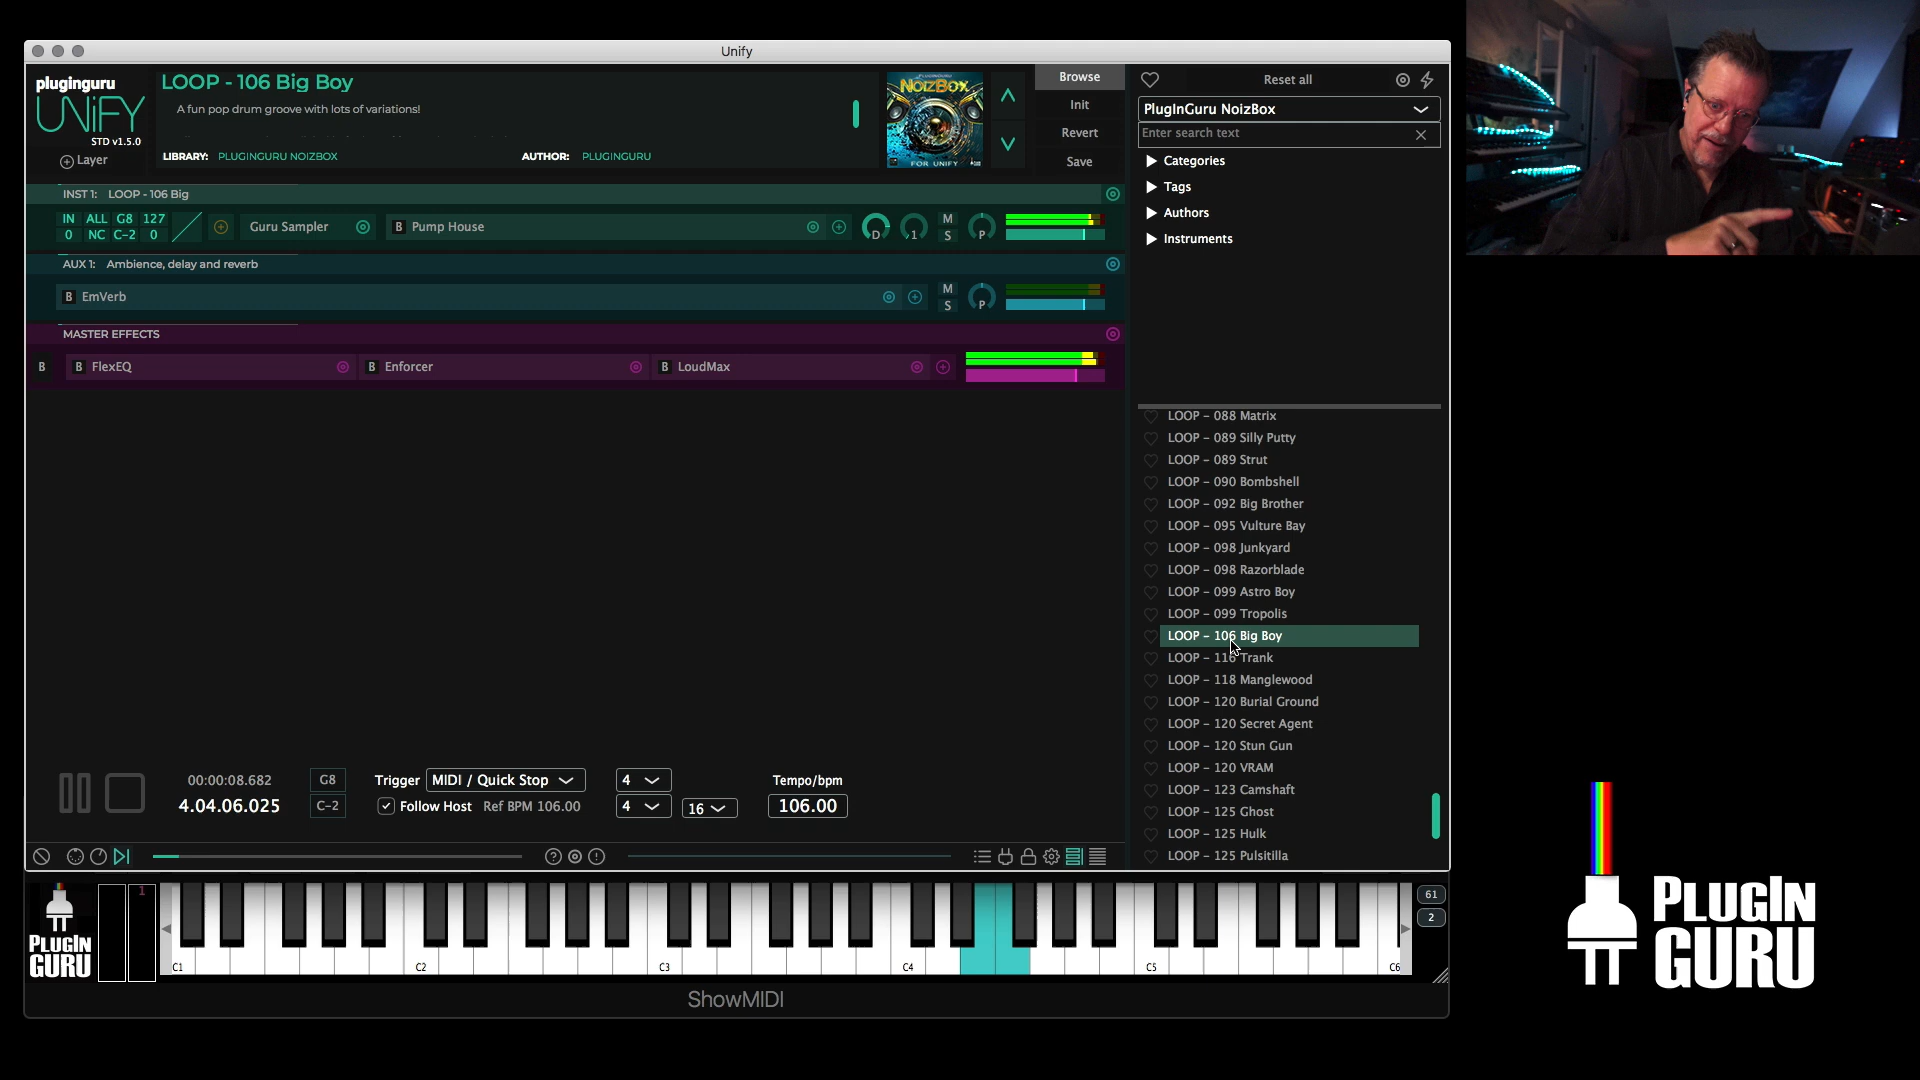 Unify
pluginguru
UNIFY
STD v1.5.0
Layer
LOOP - 106 Big Boy
A fun pop drum groove with lots of variations!
LIBRARY: PLUGINGURU NOIZBOX
AUTHOR: PLUGINGURU
NOIZBOX
FOR UNIFY
Browse
Init
Revert
Save
Reset all
PlugInGuru NoizBox
Enter search text
Categories
Tags
Authors
Instruments
INST 1: LOOP - 106 Big
IN ALL G8 127
0 NC C-2 0
Guru Sampler
B Pump House
D
1
M
S
P
AUX 1: Ambience, delay and reverb
B EmVerb
M
S
P
MASTER EFFECTS
B
B FlexEQ
B Enforcer
B LoudMax
LOOP - 088 Matrix
LOOP - 089 Silly Putty
LOOP - 089 Strut
LOOP - 090 Bombshell
LOOP - 092 Big Brother
LOOP - 095 Vulture Bay
LOOP - 098 Junkyard
LOOP - 098 Razorblade
LOOP - 099 Astro Boy
LOOP - 099 Tropolis
LOOP - 106 Big Boy
LOOP - 116 Trank
LOOP - 118 Manglewood
LOOP - 120 Burial Ground
LOOP - 120 Secret Agent
LOOP - 120 Stun Gun
LOOP - 120 VRAM
LOOP - 123 Camshaft
LOOP - 125 Ghost
LOOP - 125 Hulk
LOOP - 125 Pulsitilla
00:00:08.682
4.04.06.025
G8
C-2
Trigger MIDI / Quick Stop
Follow Host Ref BPM 106.00
4
4
16
Tempo/bpm
106.00
1
PLUGIN
GURU
C1
C2
C3
C4
C5
C6
61
2
ShowMIDI
PLUGIN
GURU